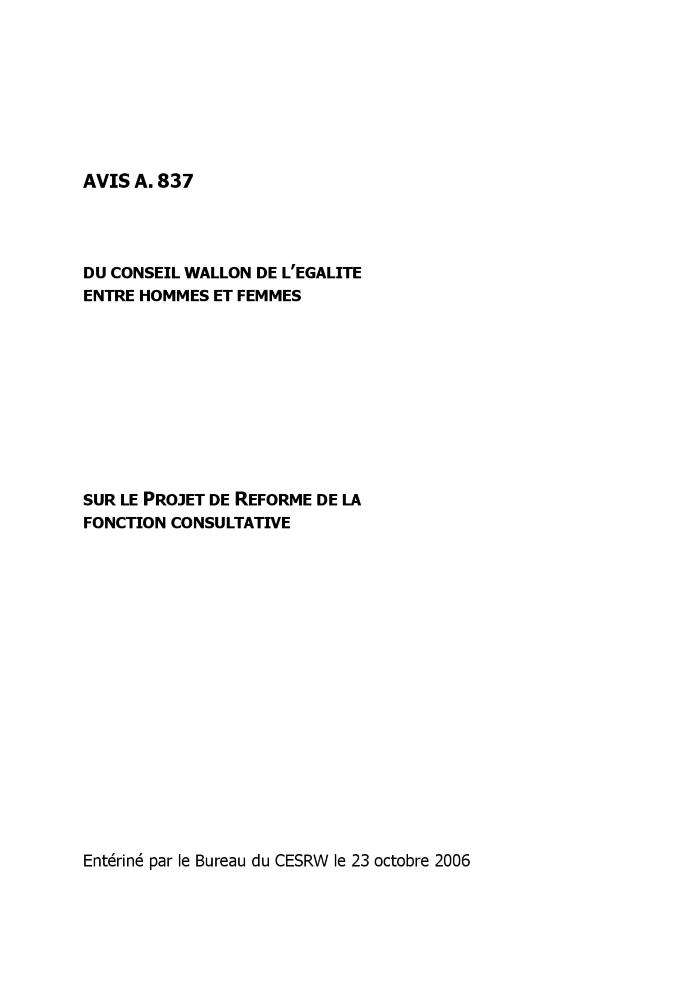 AVIS A. 837
DU CONSEIL WALLON DE L’EGALITE
ENTRE HOMMES ET FEMMES
SUR LE PROJET DE REFORME DE LA
FONCTION CONSULTATIVE
Entériné par le Bureau du CESRW le 23 octobre 2006